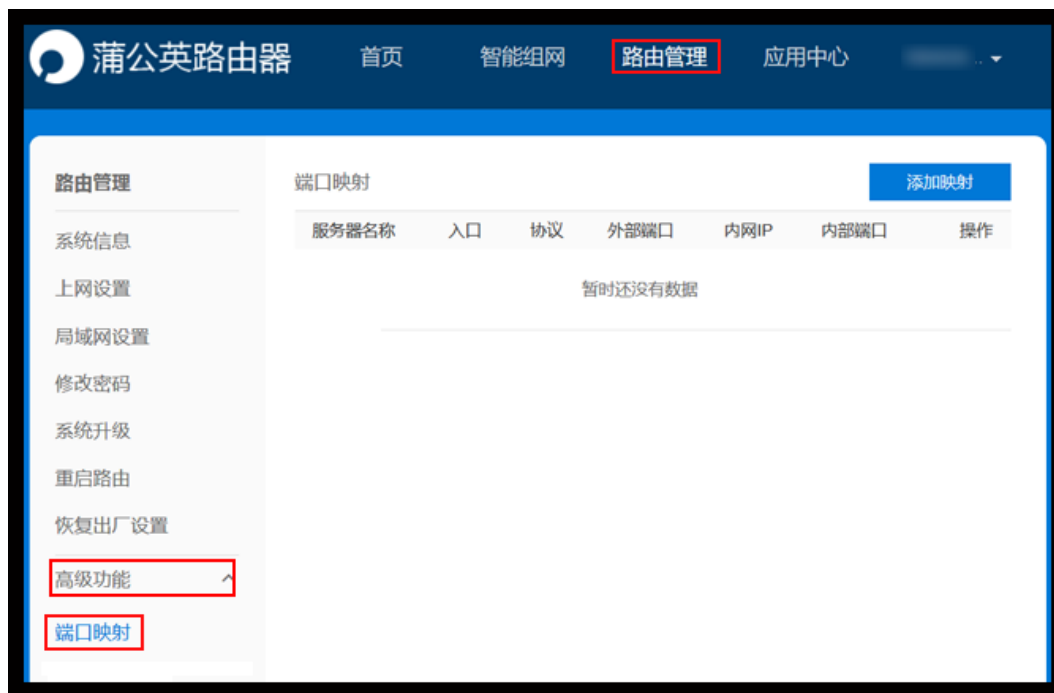 蒲公英路由器 首页 智能组网 路由管理 应用中心
路由管理
系统信息
上网设置
局域网设置
修改密码
系统升级
重启路由
恢复出厂设置
高级功能
端口映射
端口映射 添加映射
服务器名称 入口 协议 外部端口 内网IP 内部端口 操作
暂时还没有数据